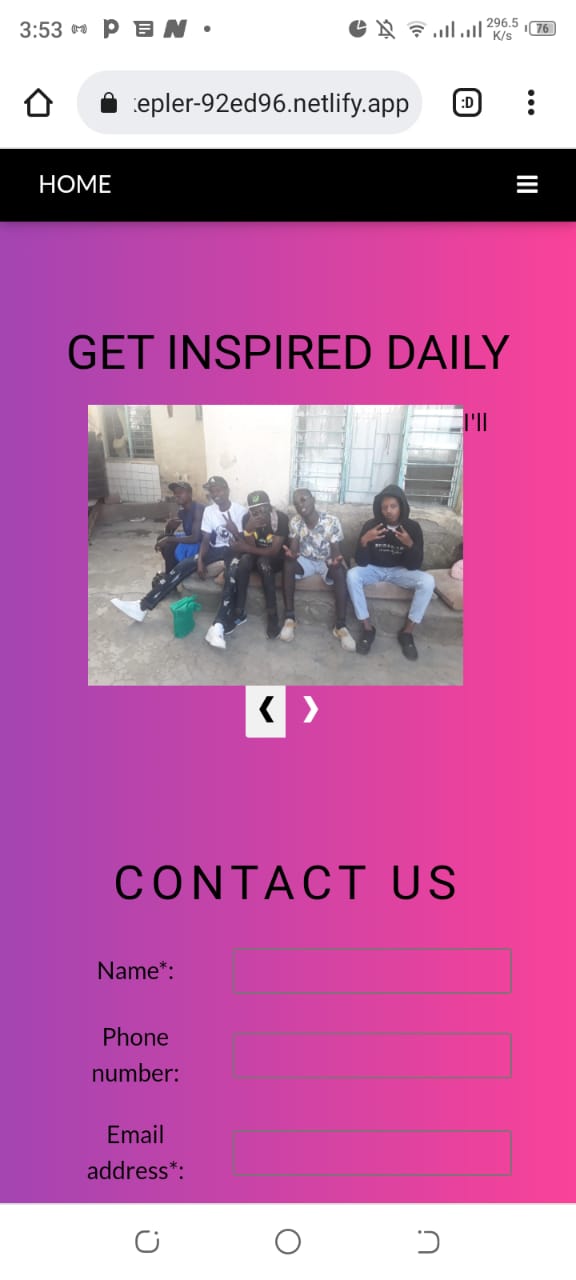 3:53
296.5
K/s
76
:epler-92ed96.netlify.app
:D
HOME
GET INSPIRED DAILY
I'll
❮ ❯
CONTACT US
Name*:
Phone
number:
Email
address*: